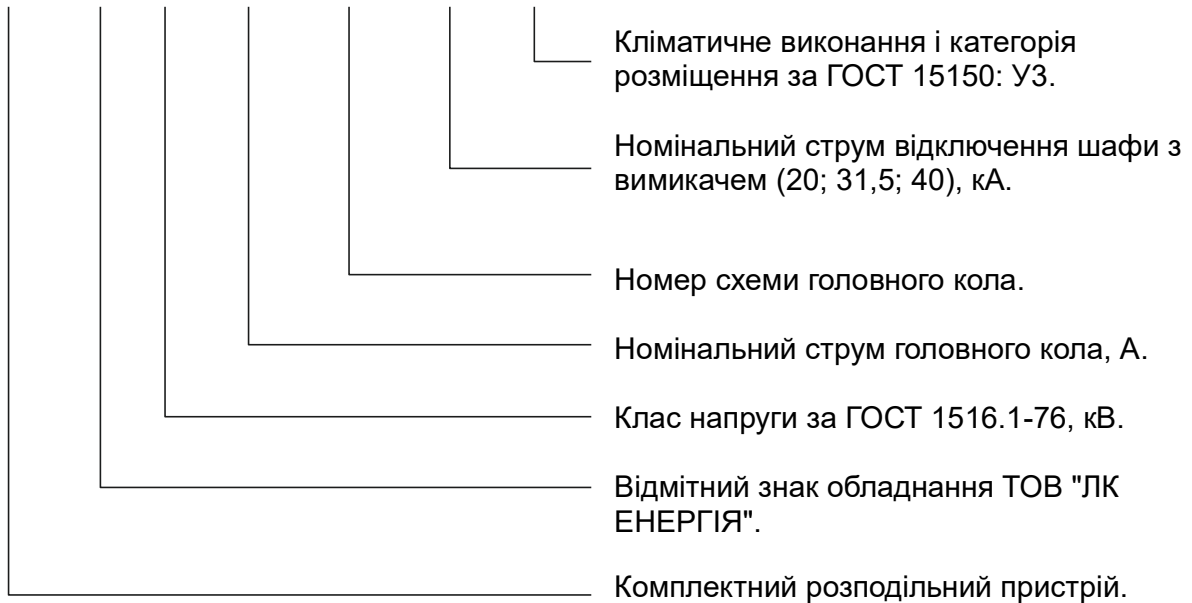 Кліматичне виконання і категорія
розміщення за ГОСТ 15150: У3.
Номінальний струм відключення шафи з
вимикачем (20; 31,5; 40), кА.
Номер схеми головного кола.
Номінальний струм головного кола, А.
Клас напруги за ГОСТ 1516.1-76, кВ.
Відмітний знак обладнання ТОВ "ЛК
ЕНЕРГІЯ".
Комплектний розподільний пристрій.